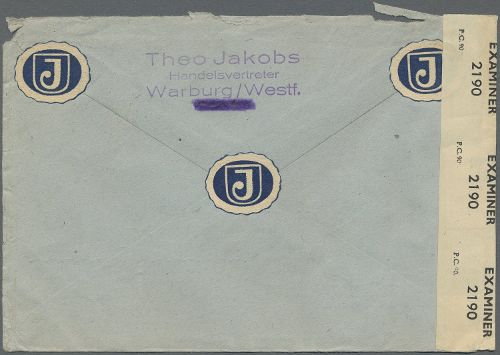 Theo Jakobs
Handelsvertreter
Warburg/Westf.
J
J
J
P.C. 90
EXAMINER
2190
P.C. 90
EXAMINER
2190
P.C. 90.
EXAMINER
2190